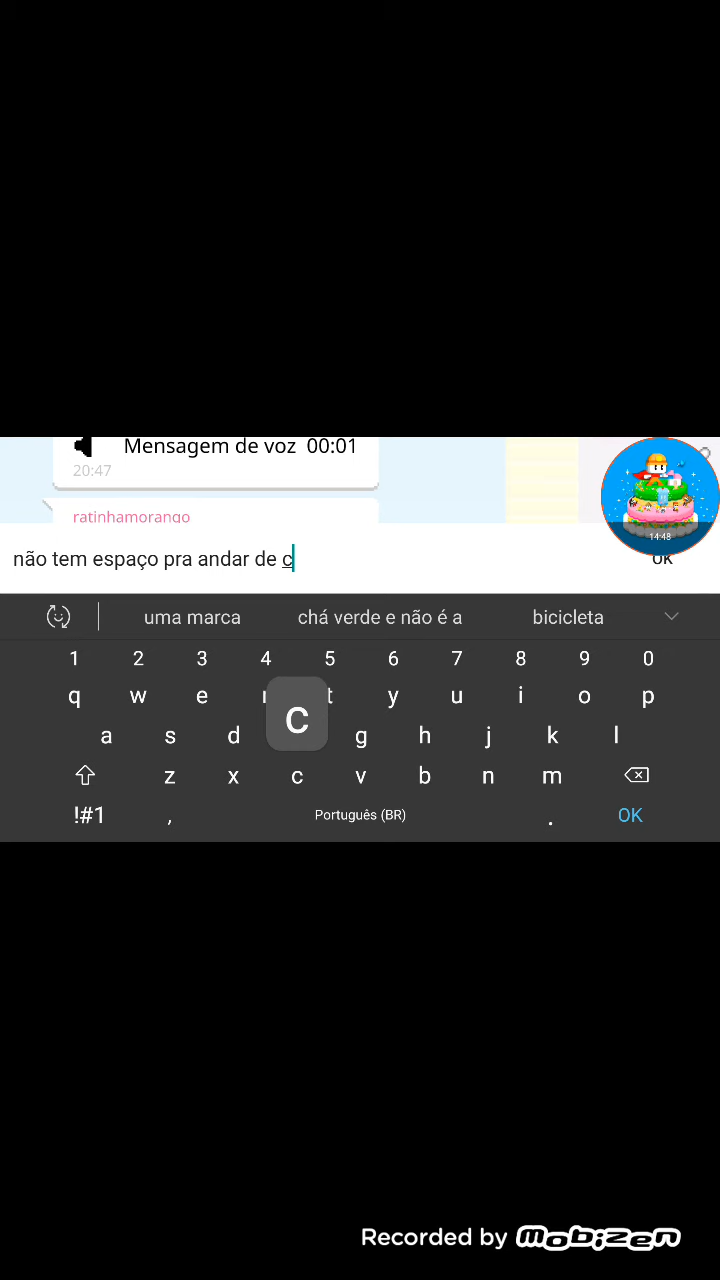 Mensagem de voz 00:01
20:47
ratinhamorango
14:48
não tem espaço pra andar de c
OK
uma marca chá verde e não é a bicicleta
1 2 3 4 5 6 7 8 9 0
q w e r t y u i o p
a s d c g h j k l
z x c v b n m
!#1 , Português (BR) . OK
Recorded by mobizen